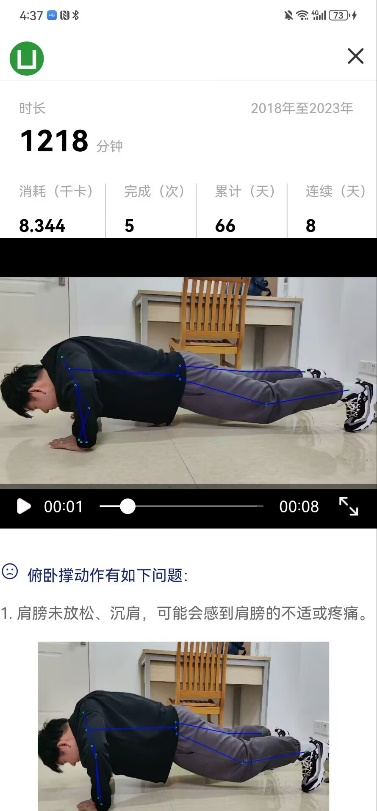 4:37
4G
73
时长
2018年至2023年
1218 分钟
消耗（千卡） 完成（次） 累计（天） 连续（天）
8.344 5 66 8
00:01 00:08
俯卧撑动作有如下问题:
1. 肩膀未放松、沉肩，可能会感到肩膀的不适或疼痛。